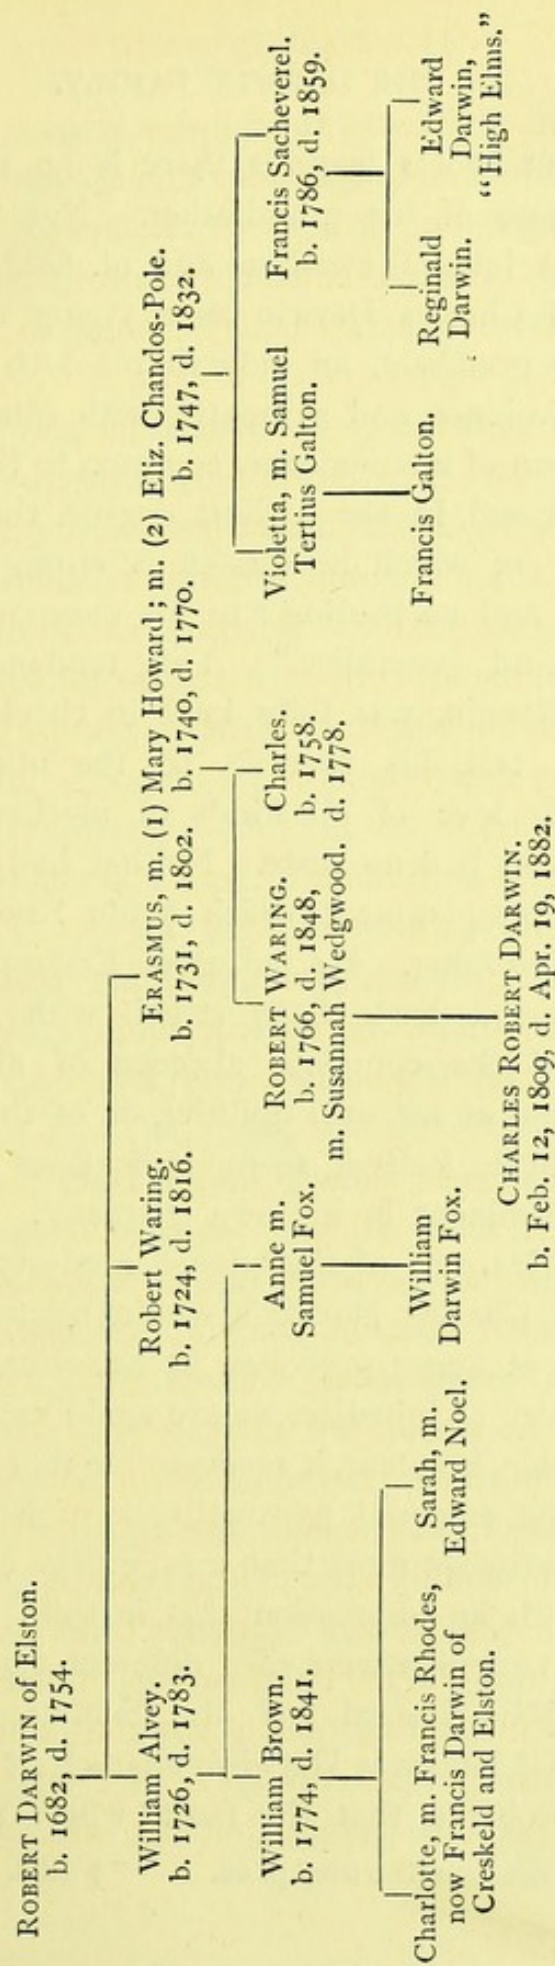 ROBERT DARWIN of Elston.
b. 1682, d. 1754.
William Alvey.
b. 1726, d. 1783.
Robert Waring.
b. 1724, d. 1816.
ERASMUS, m. (1) Mary Howard; m. (2) Eliz. Chandos-Pole.
b. 1731, d. 1802. b. 1740, d. 1770. b. 1747, d. 1832.
William Brown.
b. 1774, d. 1841.
Anne m.
Samuel Fox.
ROBERT WARING.
b. 1766, d. 1848,
m. Susannah Wedgwood.
Charles.
b. 1758.
d. 1778.
Violetta, m. Samuel
Tertius Galton.
Francis Sacheverel.
b. 1786, d. 1859.
Charlotte, m. Francis Rhodes,
now Francis Darwin of
Creskeld and Elston.
Sarah, m.
Edward Noel.
William
Darwin Fox.
Francis Galton.
Reginald
Darwin.
Edward
Darwin,
"High Elms."
CHARLES ROBERT DARWIN.
b. Feb. 12, 1809, d. Apr. 19, 1882.